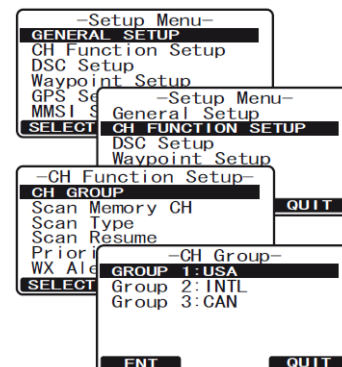 -Setup Menu-
GENERAL SETUP
CH Function Setup
DSC Setup
Waypoint Setup
GPS Se
MMSI S
SELECT
-Setup Menu-
General Setup
CH FUNCTION SETUP
DSC Setup
Waypoint Setup
QUIT
-CH Function Setup-
CH GROUP
Scan Memory CH
Scan Type
Scan Resume
Priori
WX Ale
SELECT
-CH Group-
GROUP 1:USA
Group 2:INTL
Group 3:CAN
ENT
QUIT